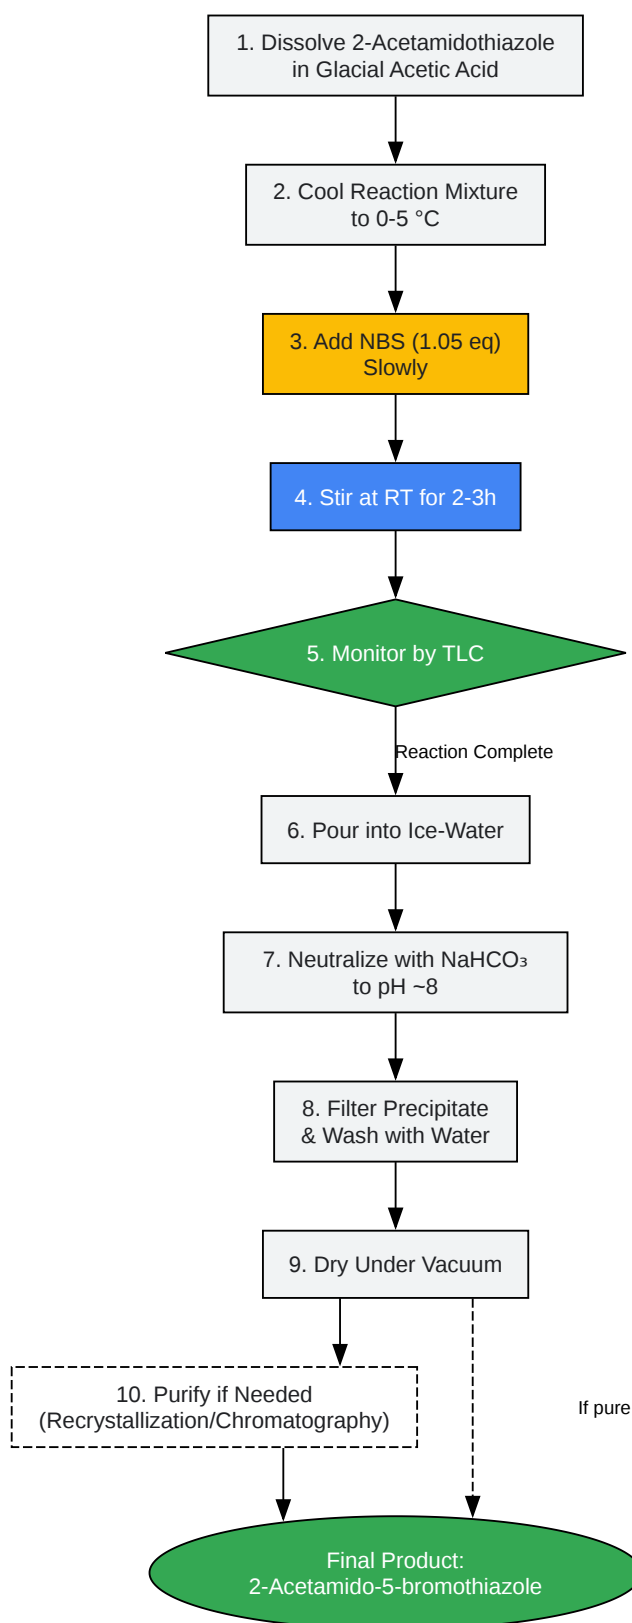 1. Dissolve 2-Acetamidothiazole
in Glacial Acetic Acid
2. Cool Reaction Mixture
to 0-5 °C
3. Add NBS (1.05 eq)
Slowly
4. Stir at RT for 2-3h
5. Monitor by TLC
Reaction Complete
6. Pour into Ice-Water
7. Neutralize with NaHCO₃
to pH ~8
8. Filter Precipitate
& Wash with Water
9. Dry Under Vacuum
10. Purify if Needed
(Recrystallization/Chromatography)
If pure
Final Product:
2-Acetamido-5-bromothiazole